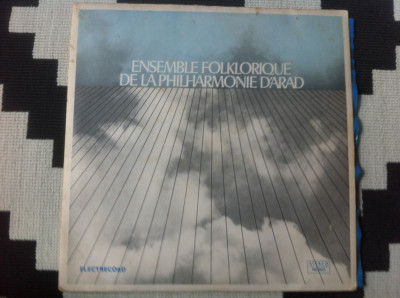 ENSEMBLE FOLKLORIQUE
DE LA PHILHARMONIE D'ARAD
ELECTRECORD